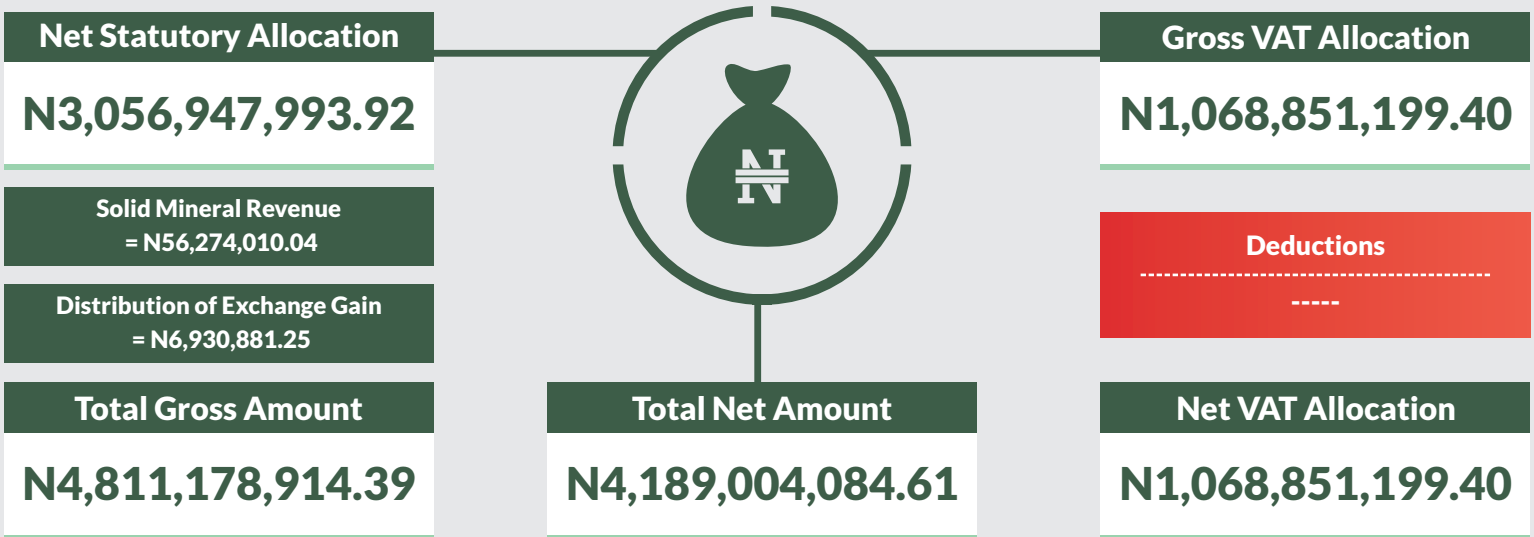 Net Statutory Allocation
N3,056,947,993.92
Solid Mineral Revenue
= N56,274,010.04
Distribution of Exchange Gain
= N6,930,881.25
Total Gross Amount
N4,811,178,914.39
₦
Total Net Amount
N4,189,004,084.61
Gross VAT Allocation
N1,068,851,199.40
Deductions
-----
Net VAT Allocation
N1,068,851,199.40